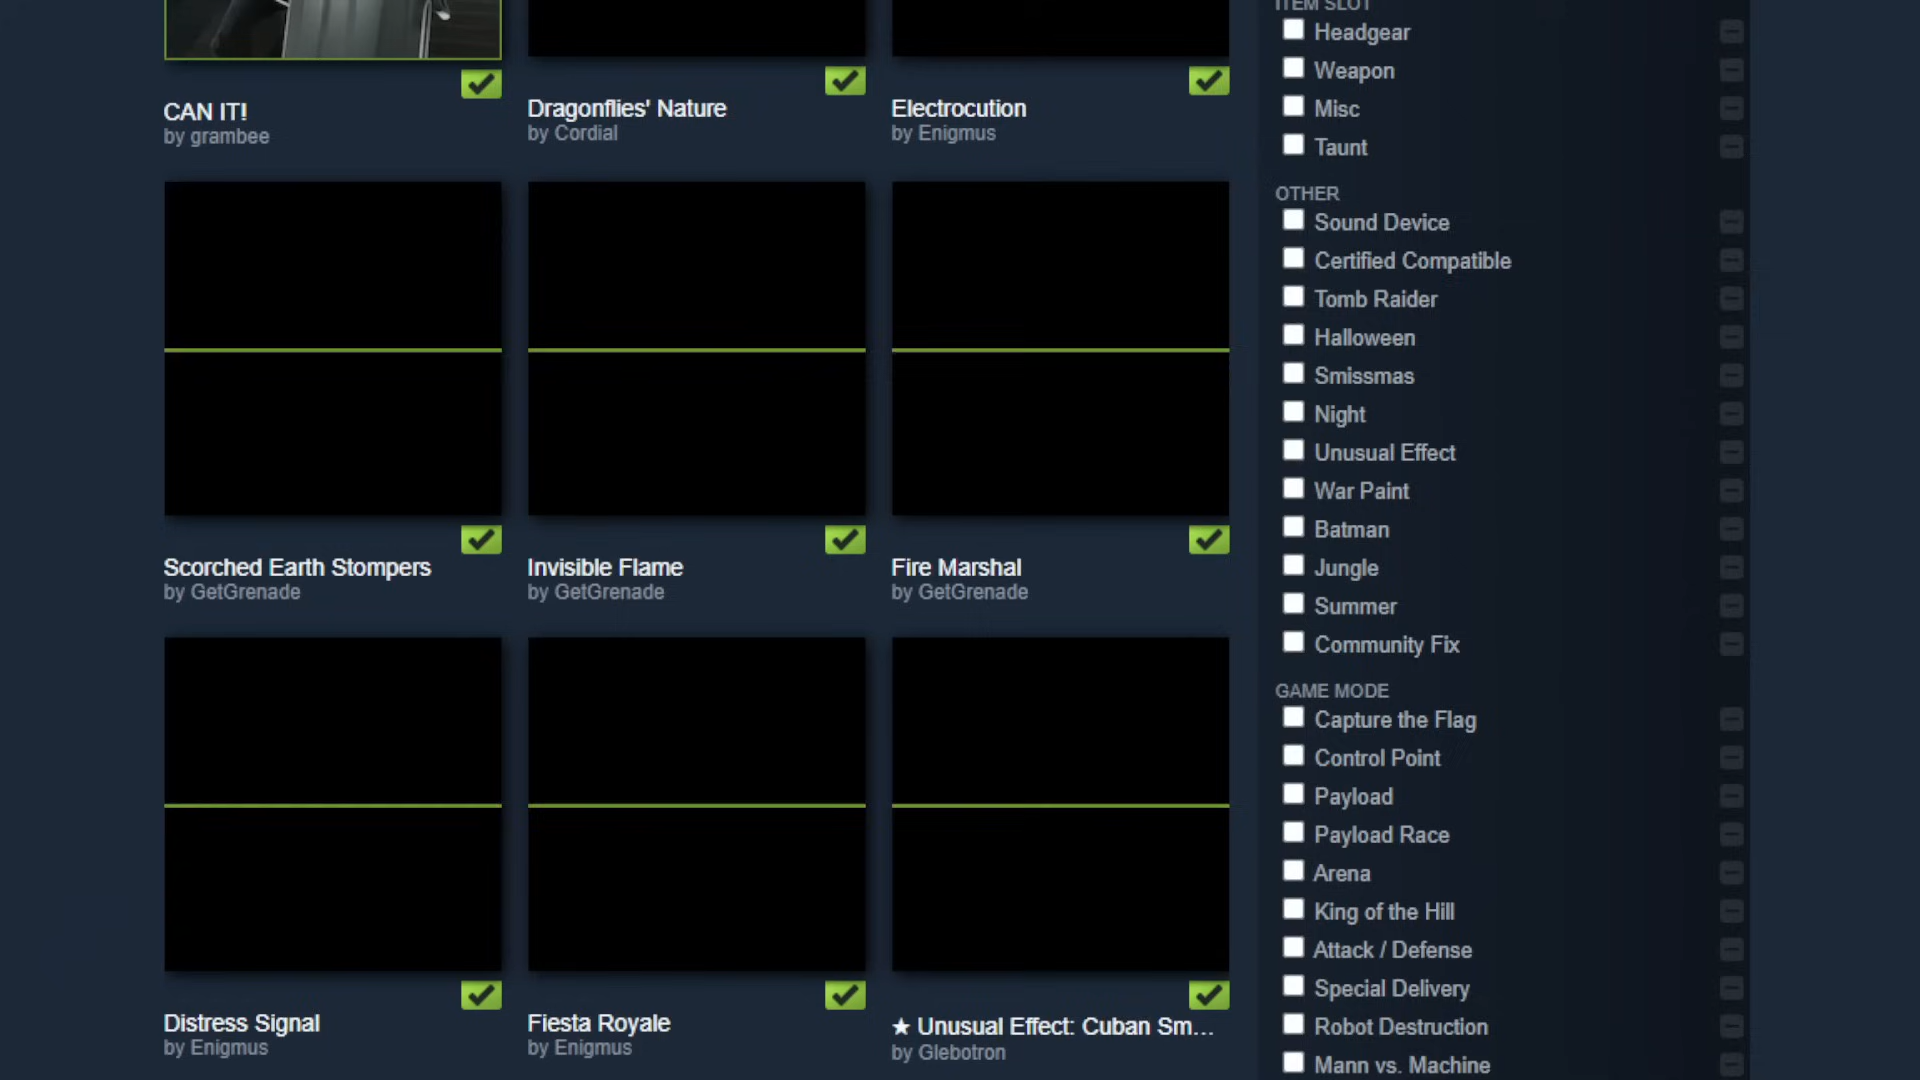 CAN IT!
by grambee
Dragonflies' Nature
by Cordial
Electrocution
by Enigmus
Scorched Earth Stompers
by GetGrenade
Invisible Flame
by GetGrenade
Fire Marshal
by GetGrenade
Distress Signal
by Enigmus
Fiesta Royale
by Enigmus
★ Unusual Effect: Cuban Sm...
by Glebotron
ITEM SLOT
Headgear
Weapon
Misc
Taunt
OTHER
Sound Device
Certified Compatible
Tomb Raider
Halloween
Smissmas
Night
Unusual Effect
War Paint
Batman
Jungle
Summer
Community Fix
GAME MODE
Capture the Flag
Control Point
Payload
Payload Race
Arena
King of the Hill
Attack / Defense
Special Delivery
Robot Destruction
Mann vs. Machine